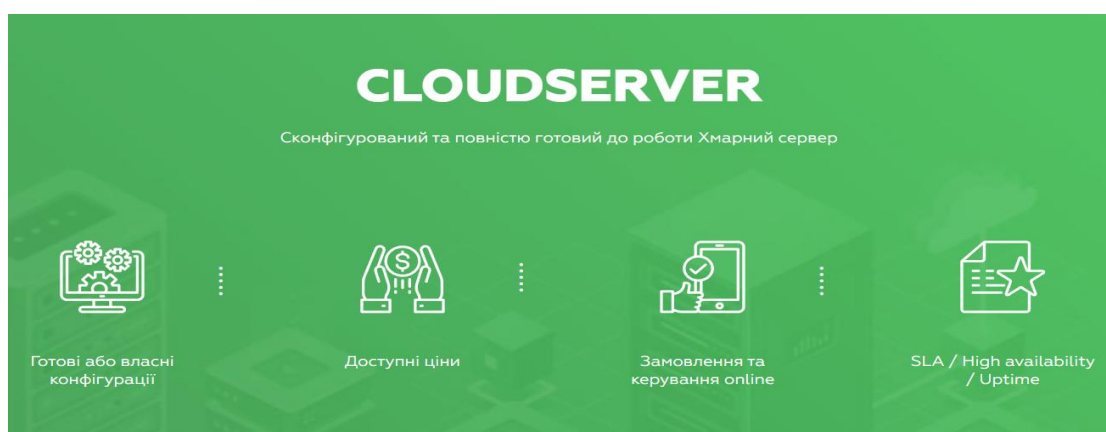 CLOUDSERVER
Сконфігурований та повністю готовий до роботи Хмарний сервер
Готові або власні
конфігурації
Доступні ціни
Замовлення та
керування online
SLA / High availability
/ Uptime